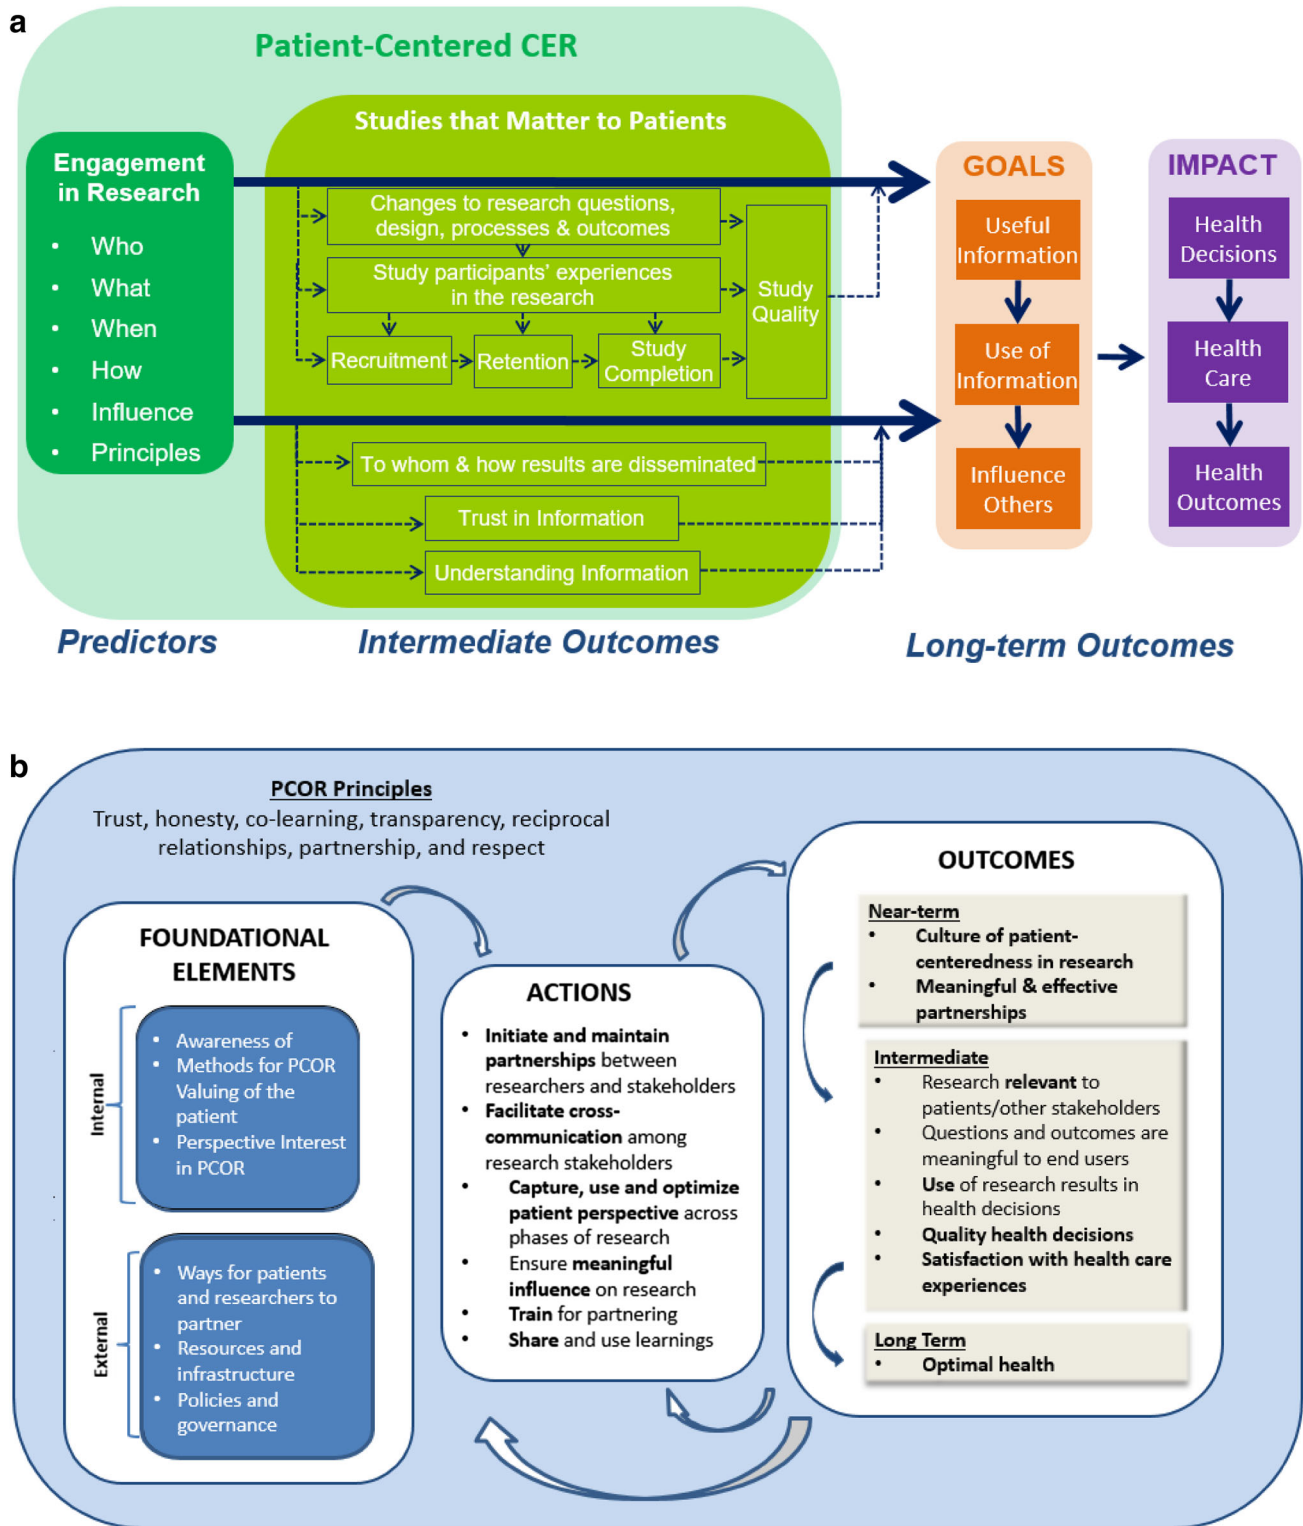 a
Patient-Centered CER
Studies that Matter to Patients
Engagement
in Research
• Who
• What
• When
• How
• Influence
• Principles
Changes to research questions,
design, processes & outcomes
Study participants' experiences
in the research
Recruitment
Retention
Study
Completion
Study
Quality
To whom & how results are disseminated
Trust in Information
Understanding Information
GOALS
Useful
Information
Use of
Information
Influence
Others
IMPACT
Health
Decisions
Health
Care
Health
Outcomes
Predictors
Intermediate Outcomes
Long-term Outcomes
b
PCOR Principles
Trust, honesty, co-learning, transparency, reciprocal
relationships, partnership, and respect
FOUNDATIONAL
ELEMENTS
Internal
• Awareness of
• Methods for PCOR
Valuing of the
patient
• Perspective Interest
in PCOR
External
• Ways for patients
and researchers to
partner
• Resources and
infrastructure
• Policies and
governance
ACTIONS
• Initiate and maintain
partnerships between
researchers and stakeholders
• Facilitate cross-
communication among
research stakeholders
• Capture, use and optimize
patient perspective across
phases of research
• Ensure meaningful
influence on research
• Train for partnering
• Share and use learnings
OUTCOMES
Near-term
• Culture of patient-
centeredness in research
• Meaningful & effective
partnerships
Intermediate
• Research relevant to
patients/other stakeholders
• Questions and outcomes are
meaningful to end users
• Use of research results in
health decisions
• Quality health decisions
• Satisfaction with health care
experiences
Long Term
• Optimal health